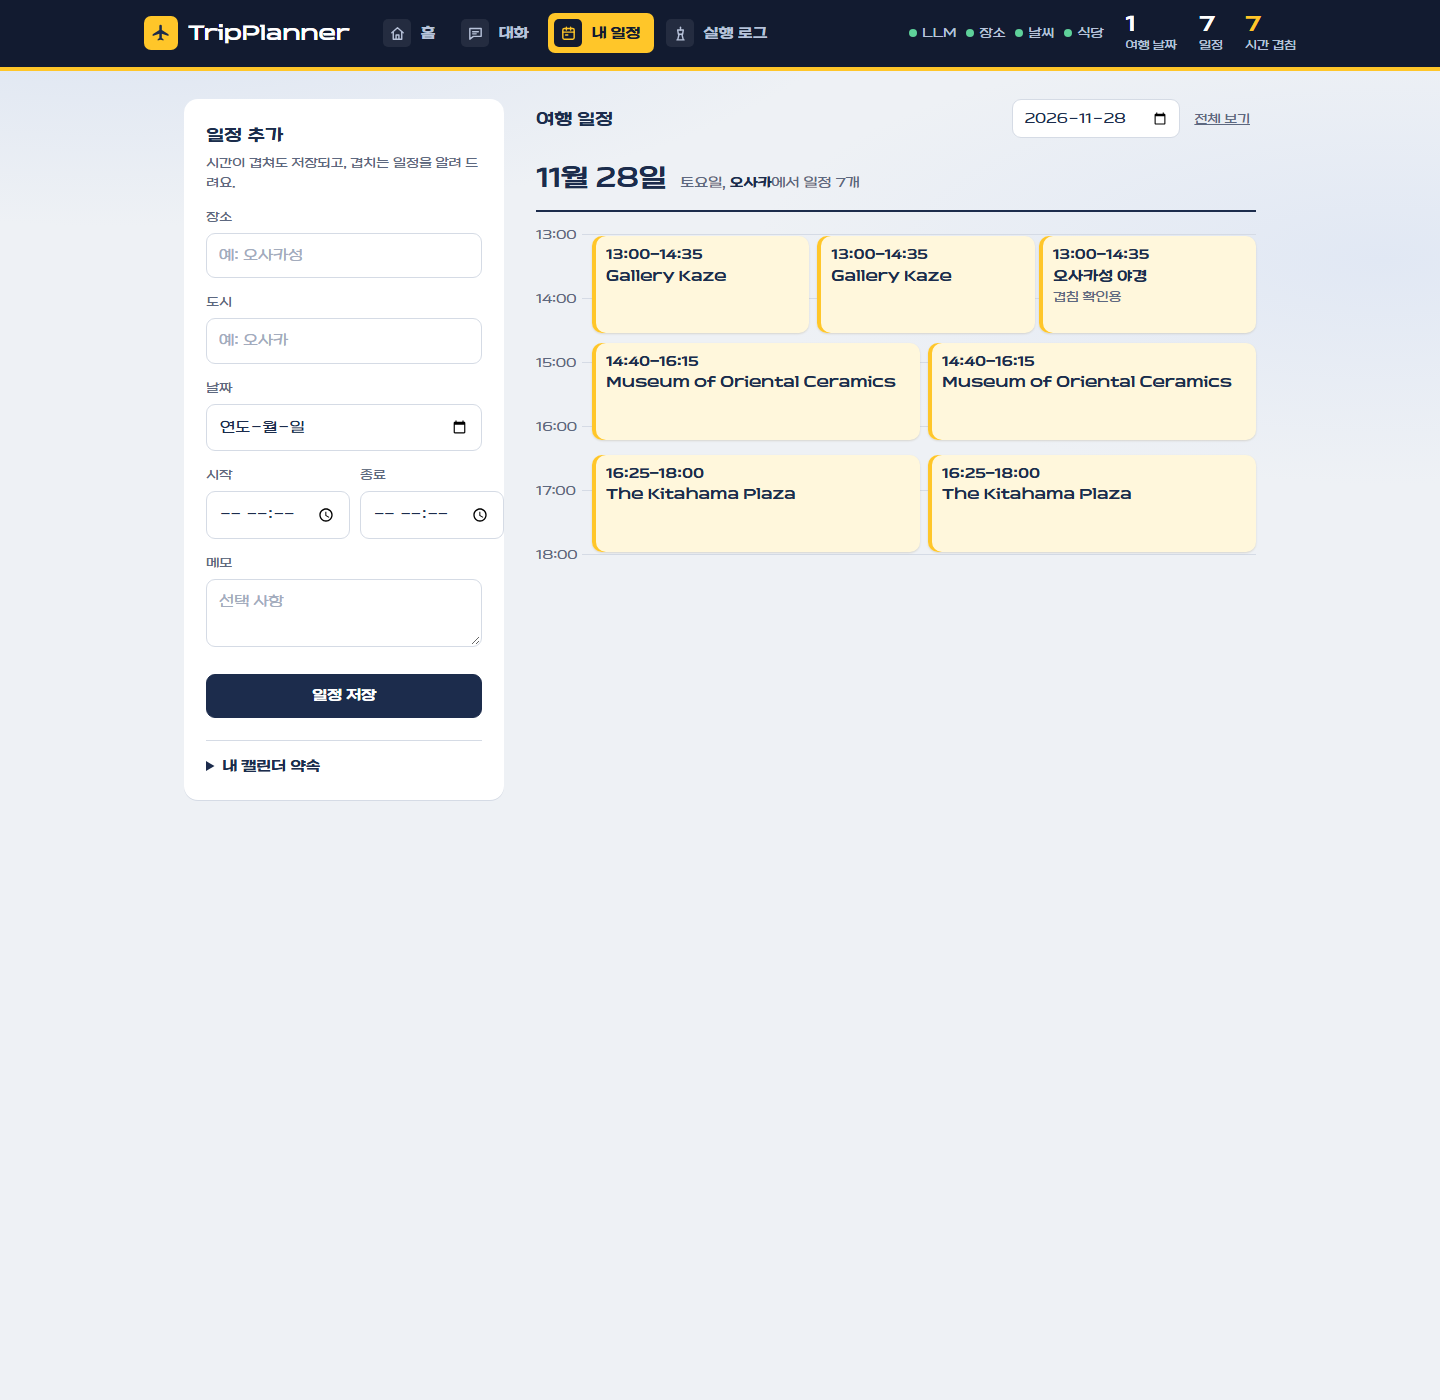 TripPlanner
홈
대화
내 일정
실행 로그
LLM
장소
날씨
식당
1
여행 날짜
7
일정
7
시간 겹침
일정 추가
시간이 겹쳐도 저장되고, 겹치는 일정을 알려 드
려요.
장소
예: 오사카성
도시
예: 오사카
날짜
연도-월-일
시작
종료
-- --:--
-- --:--
메모
선택 사항
일정 저장
▶ 내 캘린더 약속
여행 일정
2026-11-28
전체 보기
11월 28일
토요일, 오사카에서 일정 7개
13:00
13:00–14:35
Gallery Kaze
13:00–14:35
Gallery Kaze
13:00–14:35
오사카성 야경
겹침 확인용
14:00
15:00
14:40–16:15
Museum of Oriental Ceramics
14:40–16:15
Museum of Oriental Ceramics
16:00
16:25–18:00
The Kitahama Plaza
16:25–18:00
The Kitahama Plaza
17:00
18:00